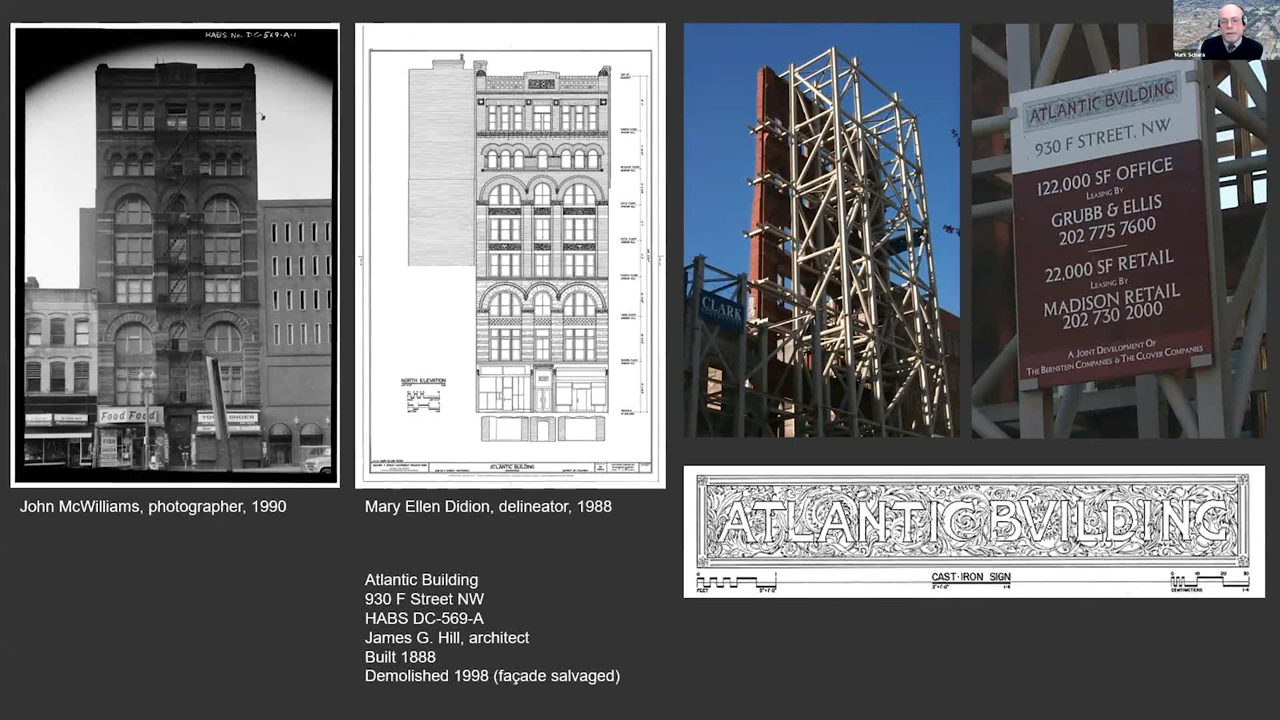 HABS No. DC-569-A-1
Food Food!
SHOES
John McWilliams, photographer, 1990
NORTH ELEVATION
ATLANTIC BUILDING
Mary Ellen Didion, delineator, 1988
Atlantic Building
930 F Street NW
HABS DC-569-A
James G. Hill, architect
Built 1888
Demolished 1998 (façade salvaged)
CLARK
ATLANTIC BVILDING
930 F STREET, NW
122,000 SF OFFICE
LEASING BY
GRUBB & ELLIS
202 775 7600
22,000 SF RETAIL
LEASING BY
MADISON RETAIL
202 730 2000
A JOINT DEVELOPMENT OF
THE BERNSTEIN COMPANIES & THE CLOVER COMPANIES
Mark Schara
ATLANTIC BVILDING
CAST-IRON SIGN
FEET
CENTIMETERS